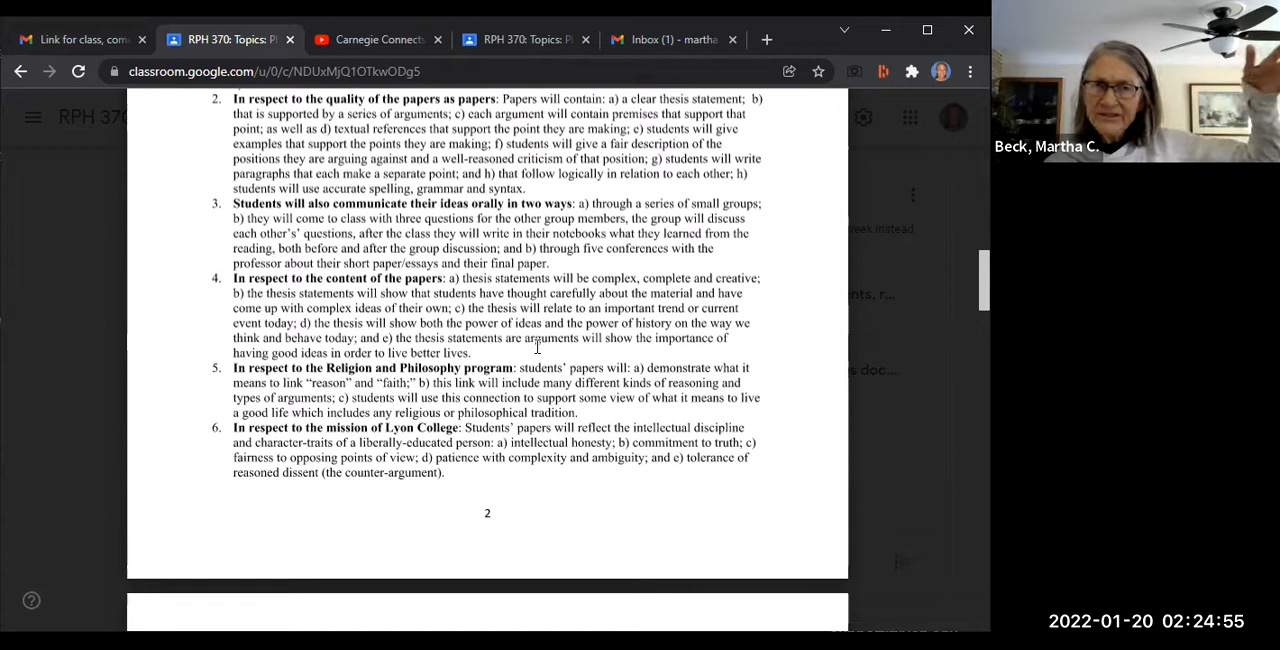 Link for class, com
RPH 370: Topics: P
Carnegie Connects
RPH 370: Topics: P
Inbox (1) - martha
classroom.google.com/u/0/c/NDUxMjQ1OTkwODg5
RPH 370
2. In respect to the quality of the papers as papers: Papers will contain: a) a clear thesis statement; b)
that is supported by a series of arguments; c) each argument will contain premises that support that
point; as well as d) textual references that support the point they are making; e) students will give
examples that support the points they are making; f) students will give a fair description of the
positions they are arguing against and a well-reasoned criticism of that position; g) students will write
paragraphs that each make a separate point; and h) that follow logically in relation to each other; h)
students will use accurate spelling, grammar and syntax.
3. Students will also communicate their ideas orally in two ways: a) through a series of small groups;
b) they will come to class with three questions for the other group members, the group will discuss
each other's' questions, after the class they will write in their notebooks what they learned from the
reading, both before and after the group discussion; and b) through five conferences with the
professor about their short paper/essays and their final paper.
4. In respect to the content of the papers: a) thesis statements will be complex, complete and creative;
b) the thesis statements will show that students have thought carefully about the material and have
come up with complex ideas of their own; c) the thesis will relate to an important trend or current
event today; d) the thesis will show both the power of ideas and the power of history on the way we
think and behave today; and e) the thesis statements are arguments will show the importance of
having good ideas in order to live better lives.
5. In respect to the Religion and Philosophy program: students' papers will: a) demonstrate what it
means to link "reason" and "faith;" b) this link will include many different kinds of reasoning and
types of arguments; c) students will use this connection to support some view of what it means to live
a good life which includes any religious or philosophical tradition.
6. In respect to the mission of Lyon College: Students' papers will reflect the intellectual discipline
and character-traits of a liberally-educated person: a) intellectual honesty; b) commitment to truth; c)
fairness to opposing points of view; d) patience with complexity and ambiguity; and e) tolerance of
reasoned dissent (the counter-argument).
2
week instead
nts, r...
s doc...
Beck, Martha C.
2022-01-20 02:24:55